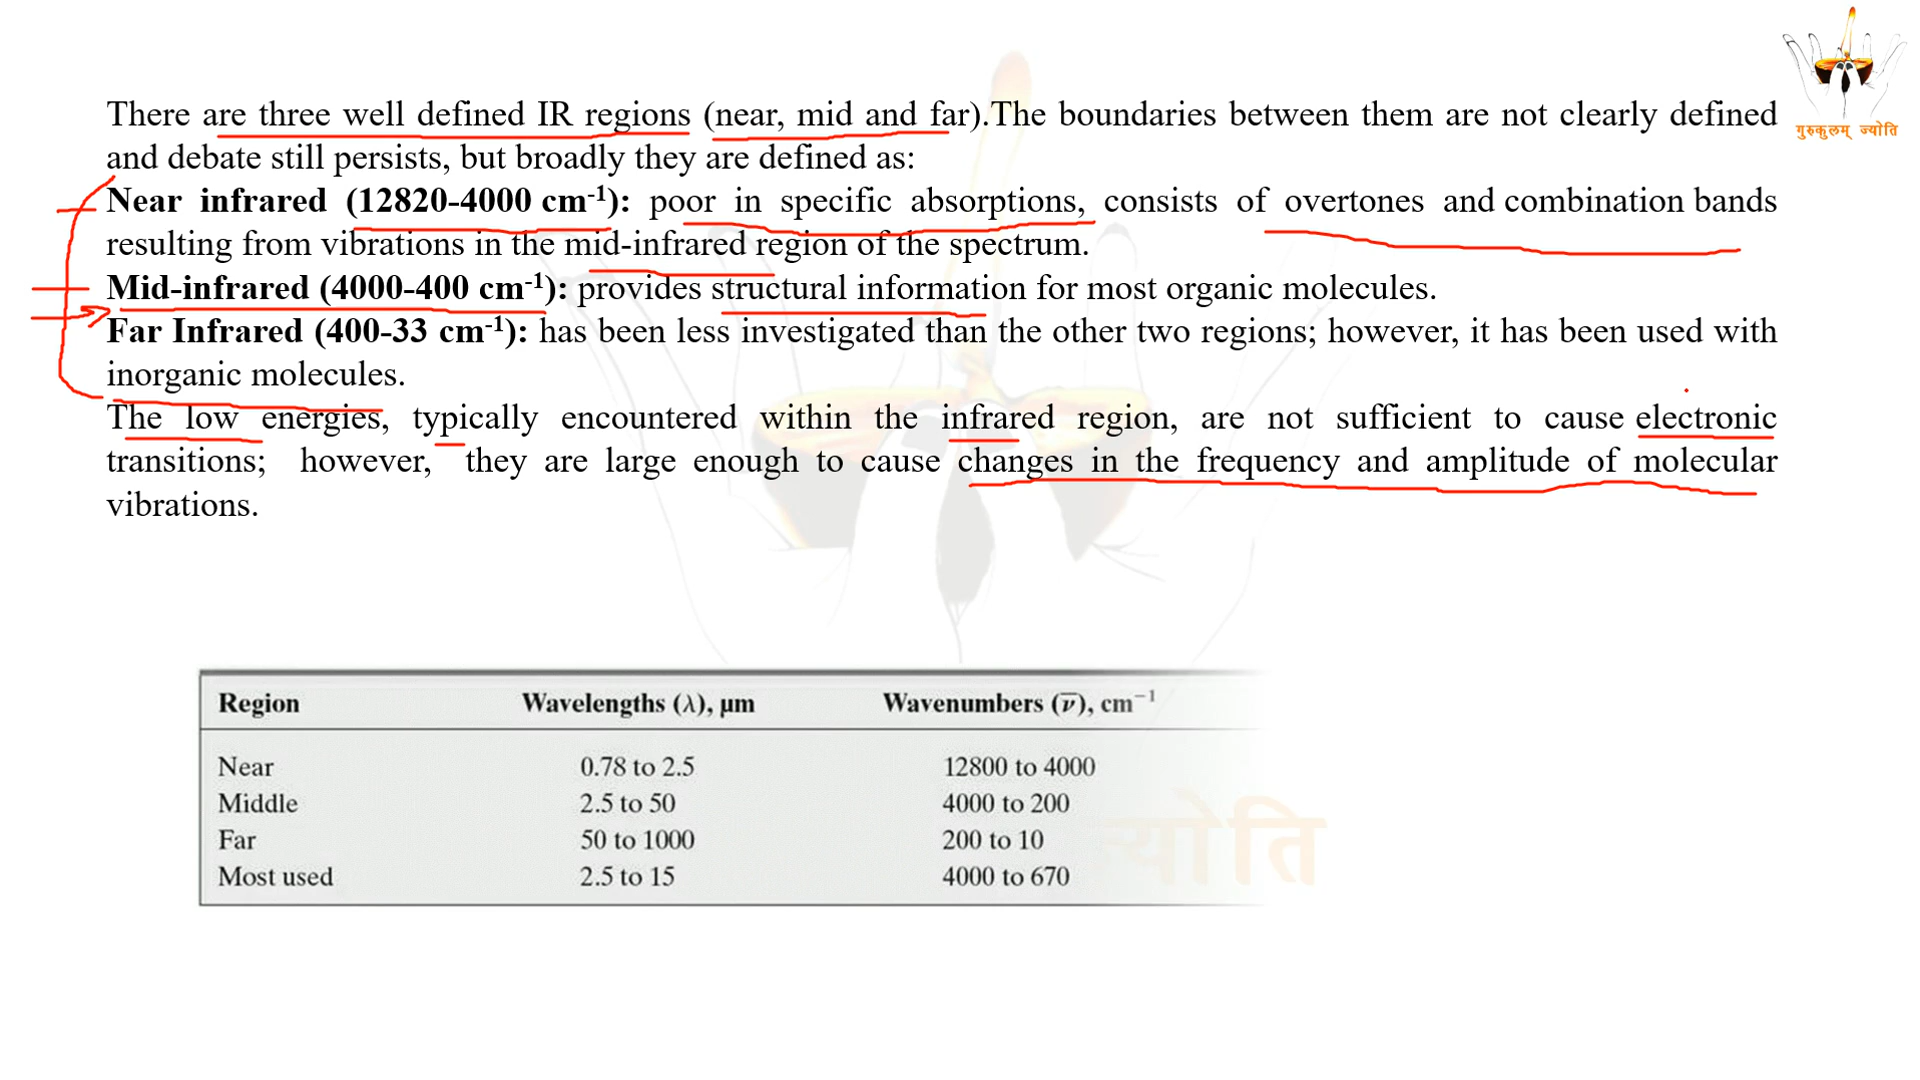 There are three well defined IR regions (near, mid and far).The boundaries between them are not clearly defined
and debate still persists, but broadly they are defined as:
Near infrared (12820-4000 cm-1): poor in specific absorptions, consists of overtones and combination bands
resulting from vibrations in the mid-infrared region of the spectrum.
Mid-infrared (4000-400 cm-1): provides structural information for most organic molecules.
Far Infrared (400-33 cm-1): has been less investigated than the other two regions; however, it has been used with
inorganic molecules.
The low energies, typically encountered within the infrared region, are not sufficient to cause electronic
transitions; however, they are large enough to cause changes in the frequency and amplitude of molecular
vibrations.
गुरुकुलम् ज्योति
Region Wavelengths (λ), μm Wavenumbers (ν̅), cm⁻¹
Near 0.78 to 2.5 12800 to 4000
Middle 2.5 to 50 4000 to 200
Far 50 to 1000 200 to 10
Most used 2.5 to 15 4000 to 670
ज्योति